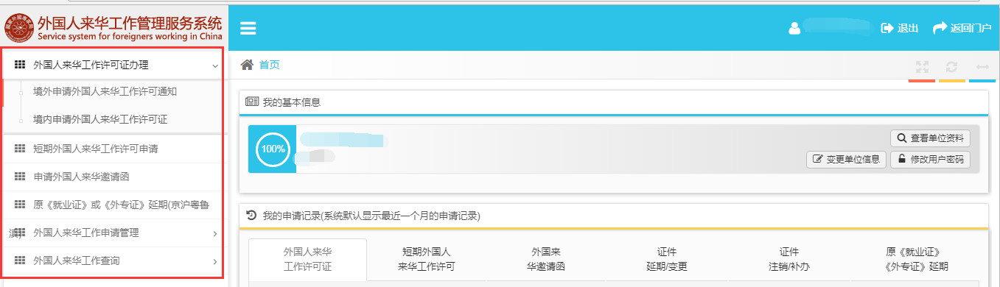 外国人来华工作管理服务系统
Service system for foreigners working in China
退出
返回门户
外国人来华工作许可证办理
境外申请外国人来华工作许可通知
境内申请外国人来华工作许可证
短期外国人来华工作许可申请
申请外国人来华邀请函
原《就业证》或《外专证》延期(京沪粤鲁
滨)
外国人来华工作申请管理
外国人来华工作查询
首页
我的基本信息
100%
查看单位资料
变更单位信息
修改用户密码
我的申请记录(系统默认显示最近一个月的申请记录)
外国人来华
工作许可证
短期外国人
来华工作许可
外国来
华邀请函
证件
延期/变更
证件
注销/补办
原《就业证》
《外专证》延期